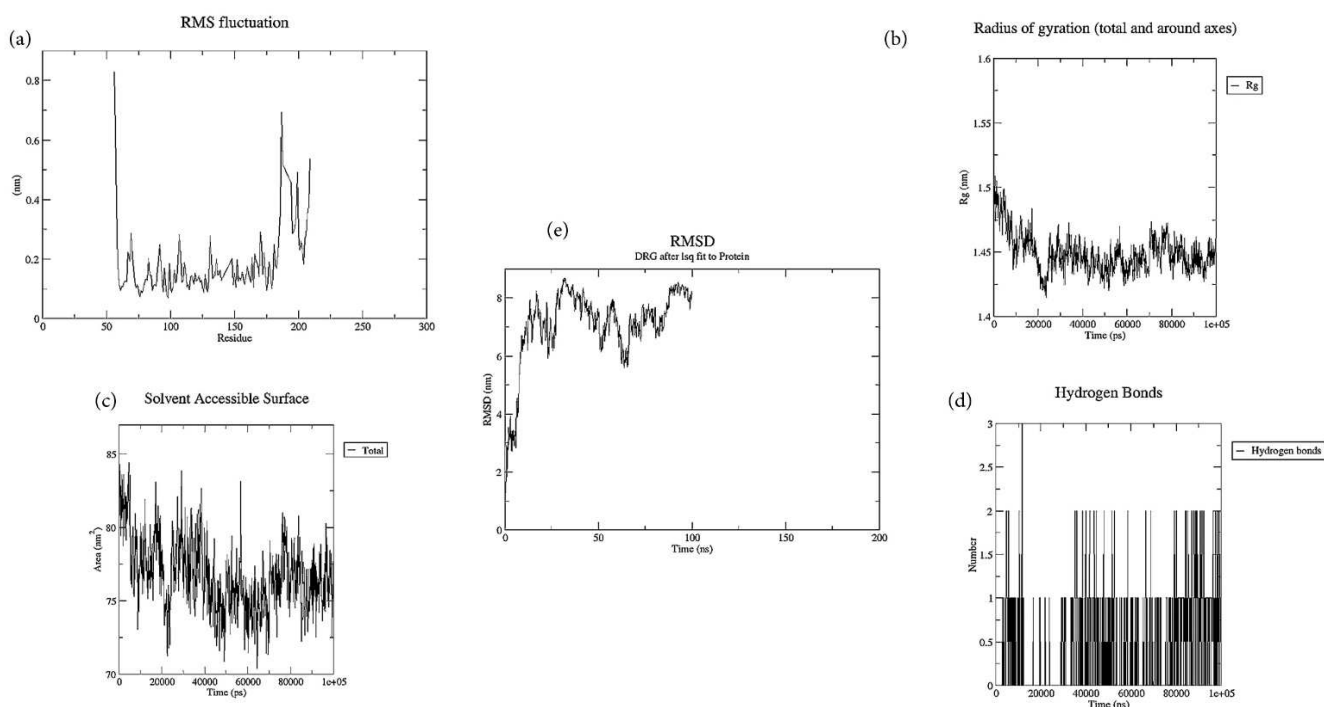 (a)
RMS fluctuation
(nm)
0.8
0.6
0.4
0.2
0
0 50 100 150 200 250 300
Residue
(b)
Radius of gyration (total and around axes)
Rg (nm)
1.6
1.55
1.5
1.45
1.4
0 20000 40000 60000 80000 1e+05
Time (ps)
Rg
(e)
RMSD
DRG after lsq fit to Protein
RMSD (nm)
8
6
4
2
0
0 50 100 150 200
Time (ns)
(c)
Solvent Accessible Surface
Area (nm²)
85
80
75
70
0 20000 40000 60000 80000 1e+05
Time (ps)
Total
(d)
Hydrogen Bonds
Number
3
2.5
2
1.5
1
0.5
0
0 20000 40000 60000 80000 1e+05
Time (ps)
Hydrogen bonds